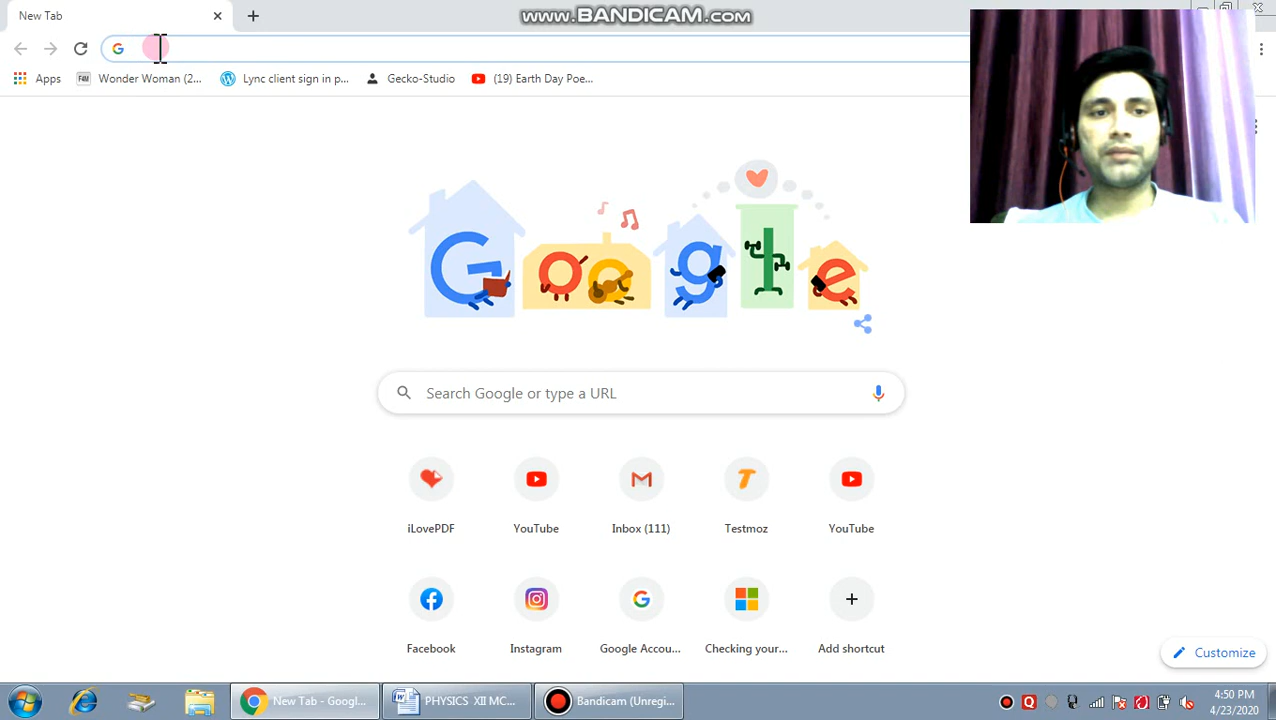 New Tab
www.BANDICAM.com
Apps
Wonder Woman (2...
Lync client sign in p...
Gecko-Studio
(19) Earth Day Poe...
Google
Search Google or type a URL
iLovePDF
YouTube
Inbox (111)
Testmoz
YouTube
Facebook
Instagram
Google Accou...
Checking your...
Add shortcut
Customize
New Tab - Googl...
PHYSICS XII MC...
Bandicam (Unregi...
4:50 PM
4/23/2020